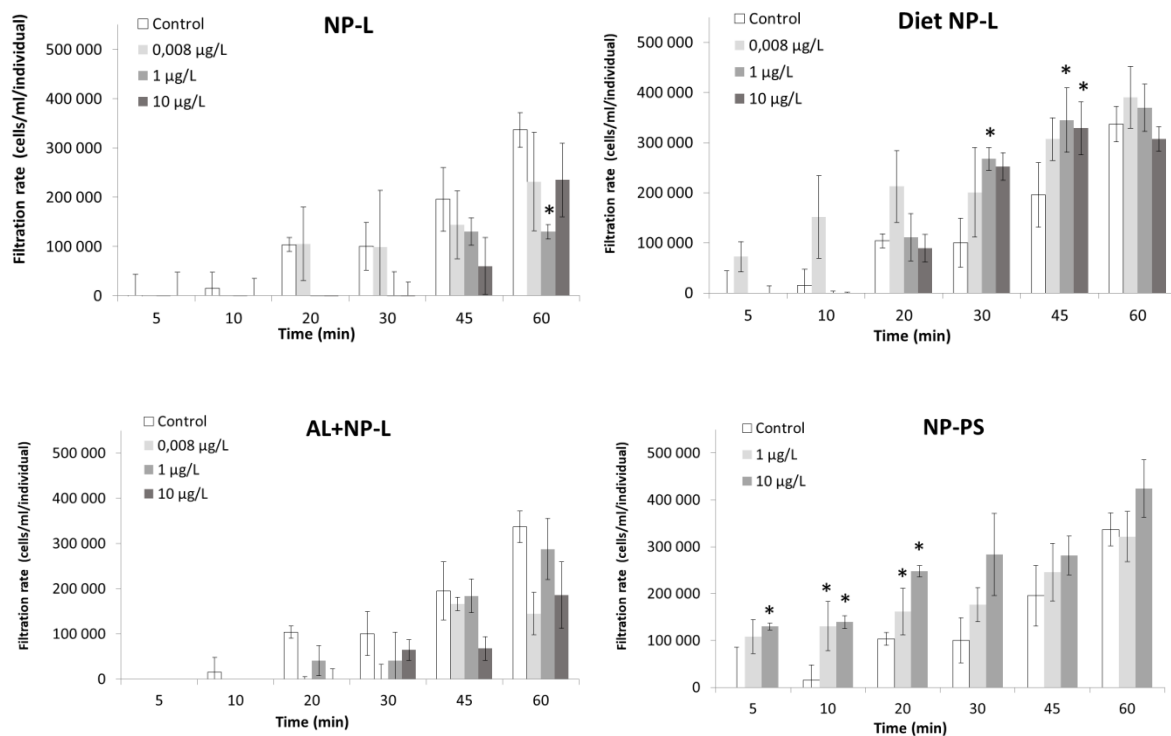 NP-L
Control
0,008 µg/L
1 µg/L
10 µg/L
Filtration rate (cells/ml/individual)
500 000
400 000
300 000
200 000
100 000
0
*
5 10 20 30 45 60
Time (min)
Diet NP-L
Control
0,008 µg/L
1 µg/L
10 µg/L
Filtration rate (cells/ml/individual)
500 000
400 000
300 000
200 000
100 000
0
* * *
5 10 20 30 45 60
Time (min)
AL+NP-L
Control
0,008 µg/L
1 µg/L
10 µg/L
Filtration rate (cells/ml/individual)
500 000
400 000
300 000
200 000
100 000
0
5 10 20 30 45 60
Time (min)
NP-PS
Control
1 µg/L
10 µg/L
Filtration rate (cells/ml/individual)
500 000
400 000
300 000
200 000
100 000
0
* * * * *
5 10 20 30 45 60
Time (min)